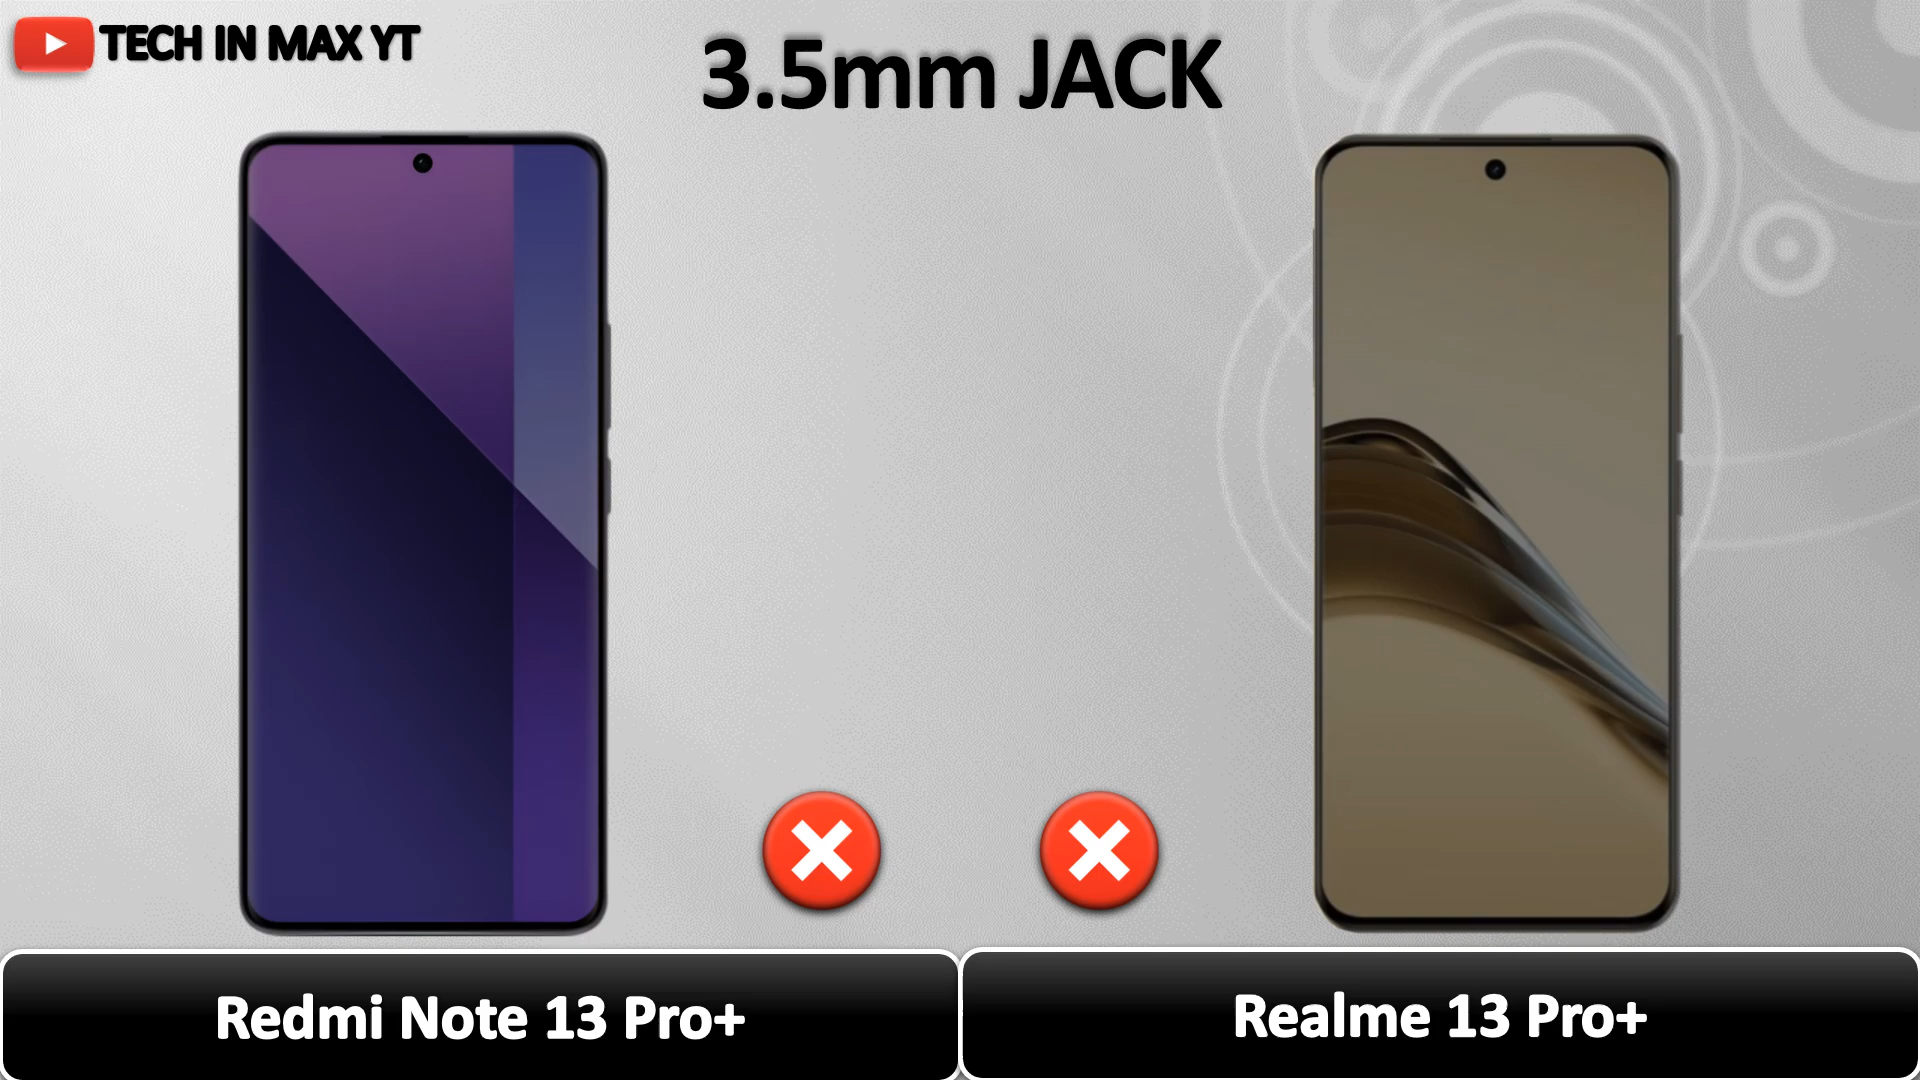 TECH IN MAX YT
3.5mm JACK
Redmi Note 13 Pro+
Realme 13 Pro+